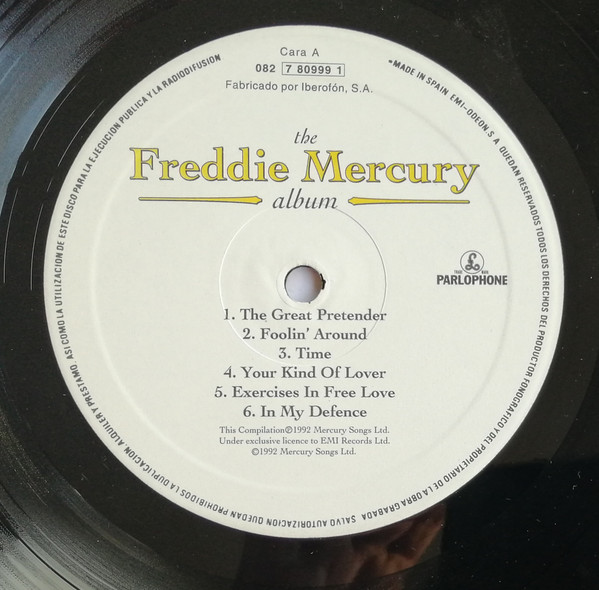 Cara A
082 7 80999 1
Fabricado por Iberofón, S.A.
the
Freddie Mercury
album
TRADE MARK
PARLOPHONE
1. The Great Pretender
2. Foolin' Around
3. Time
4. Your Kind Of Lover
5. Exercises In Free Love
6. In My Defence
This Compilation℗1992 Mercury Songs Ltd.
Under exclusive licence to EMI Records Ltd.
©1992 Mercury Songs Ltd.
*MADE IN SPAIN EMI-ODEON, S.A. QUEDAN RESERVADOS TODOS LOS DERECHOS DEL PRODUCTOR FONOGRAFICO Y DEL PROPIETARIO DE LA OBRA GRABADA SALVO AUTORIZACION QUEDAN PROHIBIDOS LA DUPLICACION, ALQUILER Y PRESTAMO, ASI COMO LA UTILIZACION DE ESTE DISCO PARA LA EJECUCION PUBLICA Y LA RADIODIFUSION